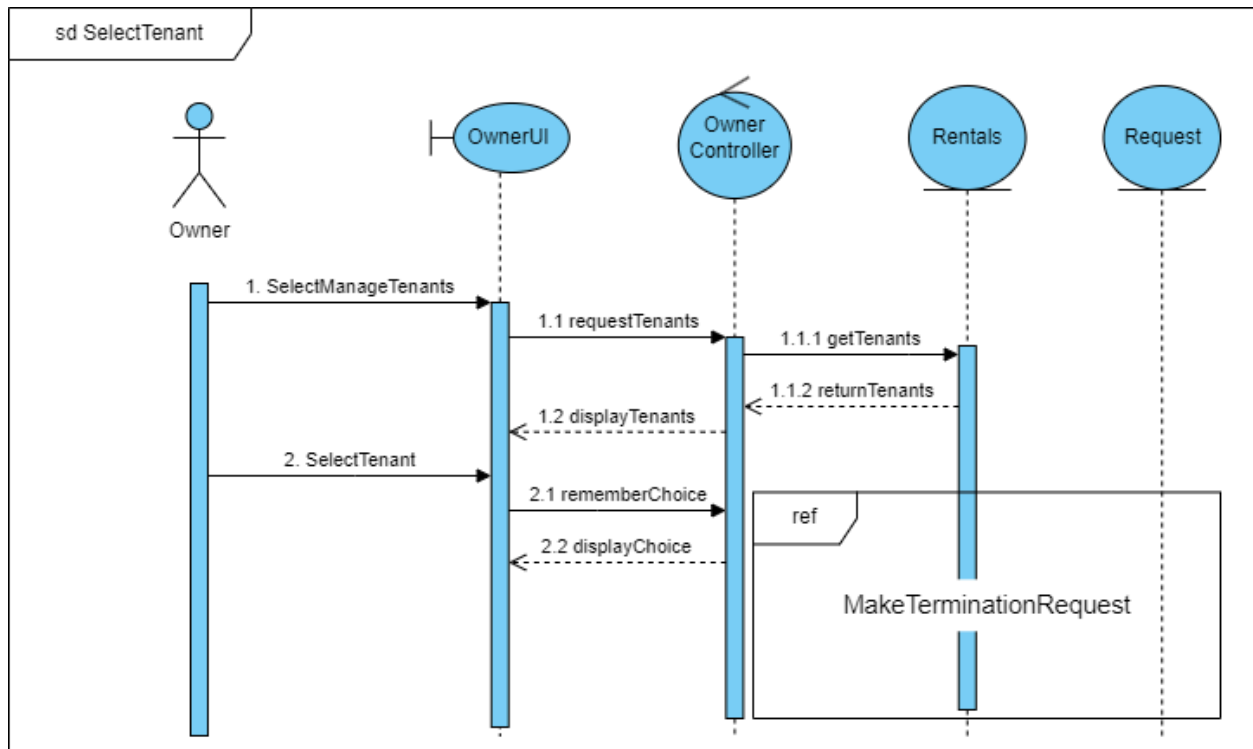 sd SelectTenant
OwnerUI
Owner
Controller
Rentals
Request
Owner
1. SelectManageTenants
1.1 requestTenants
1.1.1 getTenants
1.1.2 returnTenants
1.2 displayTenants
2. SelectTenant
2.1 rememberChoice
ref
2.2 displayChoice
MakeTerminationRequest